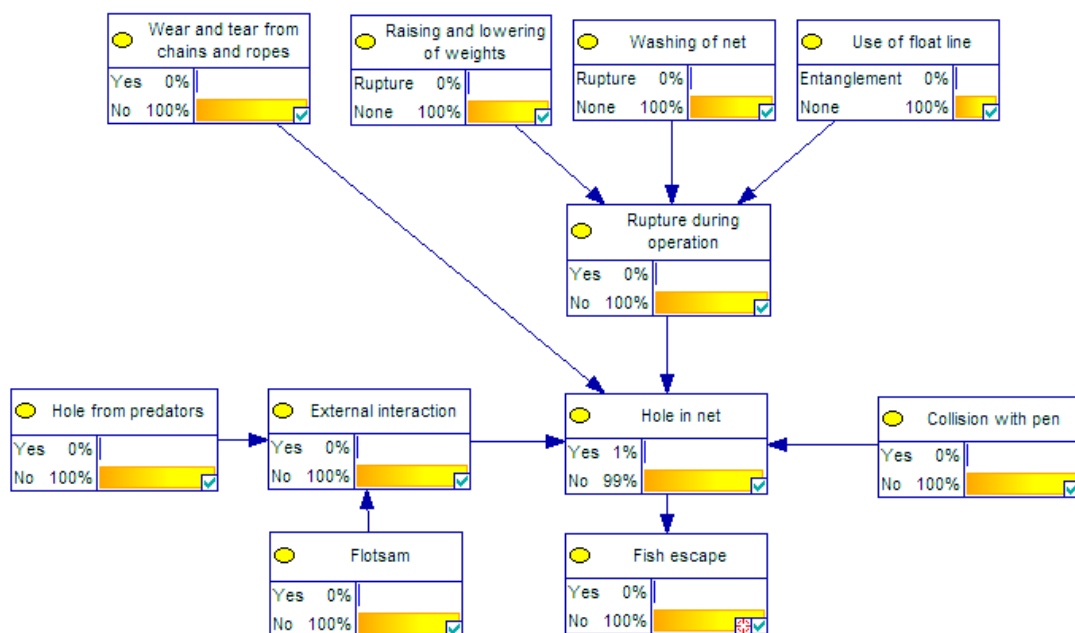 Wear and tear from
chains and ropes
Yes 0%
No 100%
Raising and lowering
of weights
Rupture 0%
None 100%
Washing of net
Rupture 0%
None 100%
Use of float line
Entanglement 0%
None 100%
Rupture during
operation
Yes 0%
No 100%
Hole from predators
Yes 0%
No 100%
External interaction
Yes 0%
No 100%
Hole in net
Yes 1%
No 99%
Collision with pen
Yes 0%
No 100%
Flotsam
Yes 0%
No 100%
Fish escape
Yes 0%
No 100%